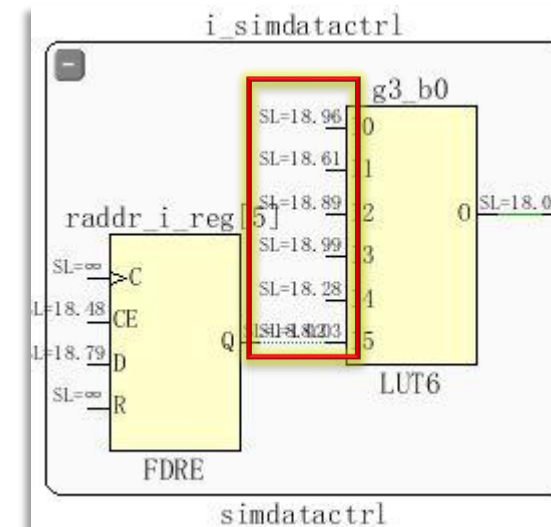 i_simdatactrl
g3_b0
SL=18.96
I0
SL=18.61
I1
raddr_i_reg[5]
SL=18.89
I2
O
SL=18.0
SL=∞
C
SL=18.99
I3
L=18.48
CE
SL=18.28
I4
L=18.79
D
Q
I5
SL=∞
R
LUT6
FDRE
simdatactrl